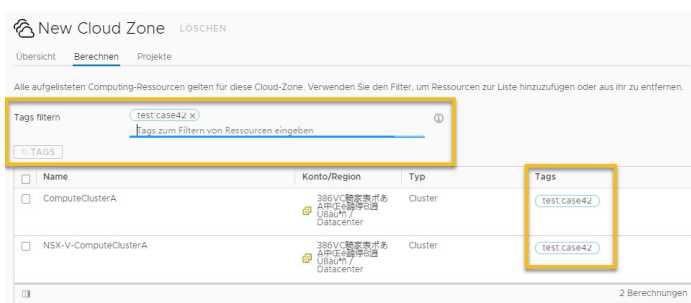 New Cloud Zone LÖSCHEN
Übersicht Berechnen Projekte
Alle aufgelisteten Computing-Ressourcen gelten für diese Cloud-Zone. Verwenden Sie den Filter, um Ressourcen zur Liste hinzuzufügen oder aus ihr zu entfernen.
Tags filtern test:case42 ×
Tags zum Filtern von Ressourcen eingeben
TAGS
Name Konto/Region Typ Tags
ComputeClusterA 386VC Cluster test:case42
Datacenter
NSX-V-ComputeClusterA 386VC Cluster test:case42
Datacenter
2 Berechnungen